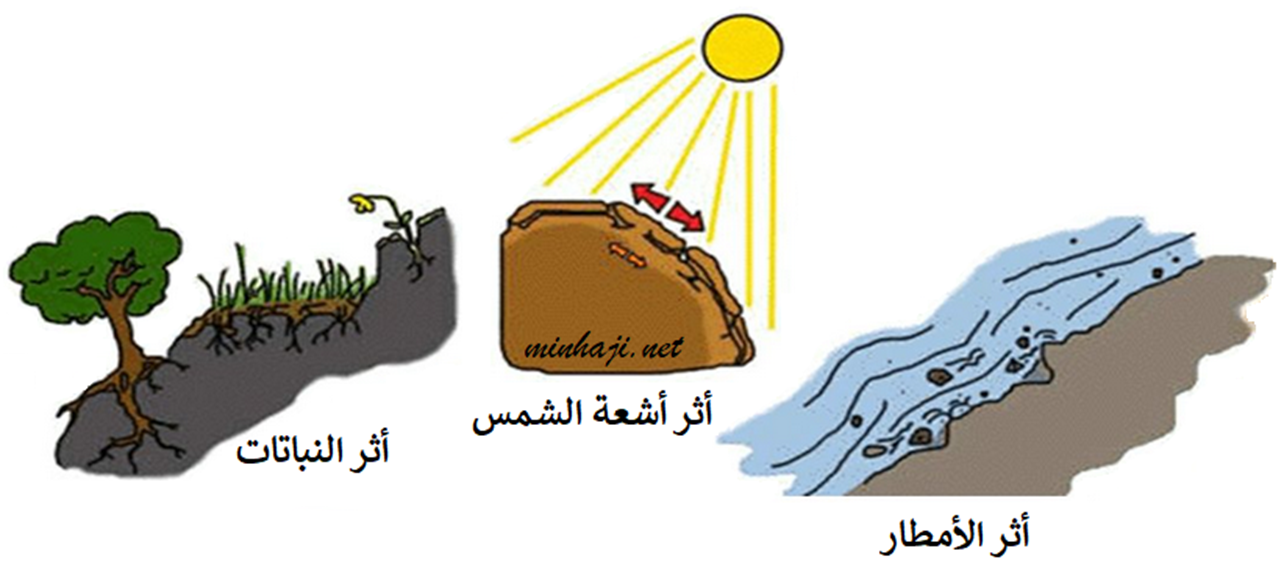 minhaji.net
أثر أشعة الشمس
أثر النباتات
أثر الأمطار